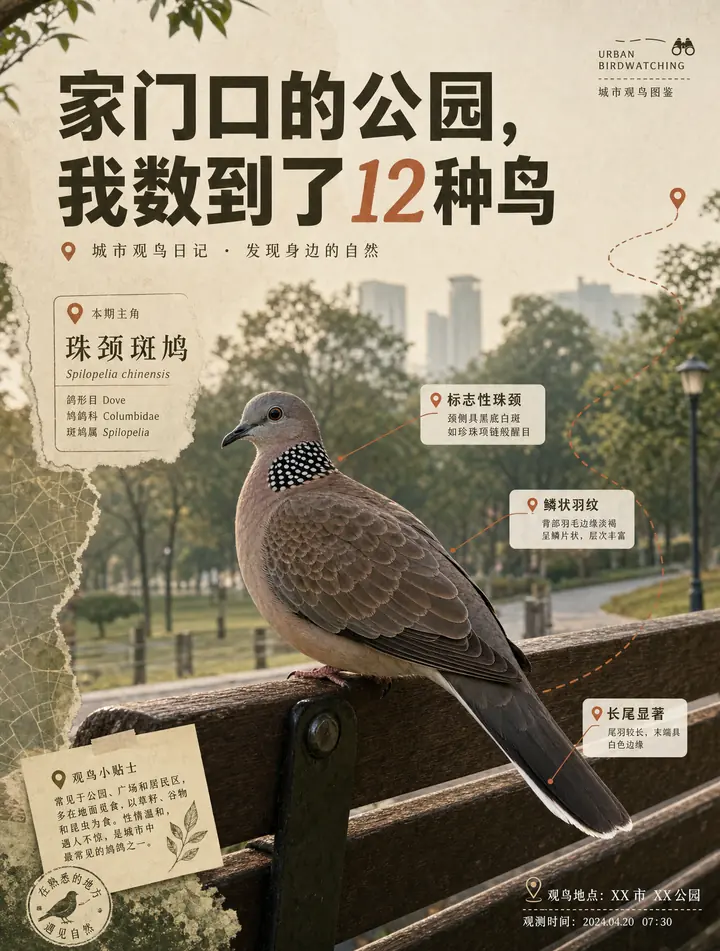 URBAN
BIRDWATCHING
城市观鸟图鉴
家门口的公园,
我数到了12种鸟
城市观鸟日记 · 发现身边的自然
本期主角
珠颈斑鸠
Spilopelia chinensis
鸽形目 Dove
鸠鸽科 Columbidae
斑鸠属 Spilopelia
标志性珠颈
颈侧具黑底白斑
如珍珠项链般醒目
鳞状羽纹
背部羽毛边缘淡褐
呈鳞片状,层次丰富
长尾显著
尾羽较长,末端具
白色边缘
观鸟小贴士
常见于公园、广场和居民区,
多在地面觅食,以草籽、谷物
和昆虫为食。性情温和,
遇人不惊,是城市中
最常见的鸠鸽之一。
在熟悉的地方
遇见自然
观鸟地点:XX 市 XX 公园
观测时间:2024.04.20 07:30